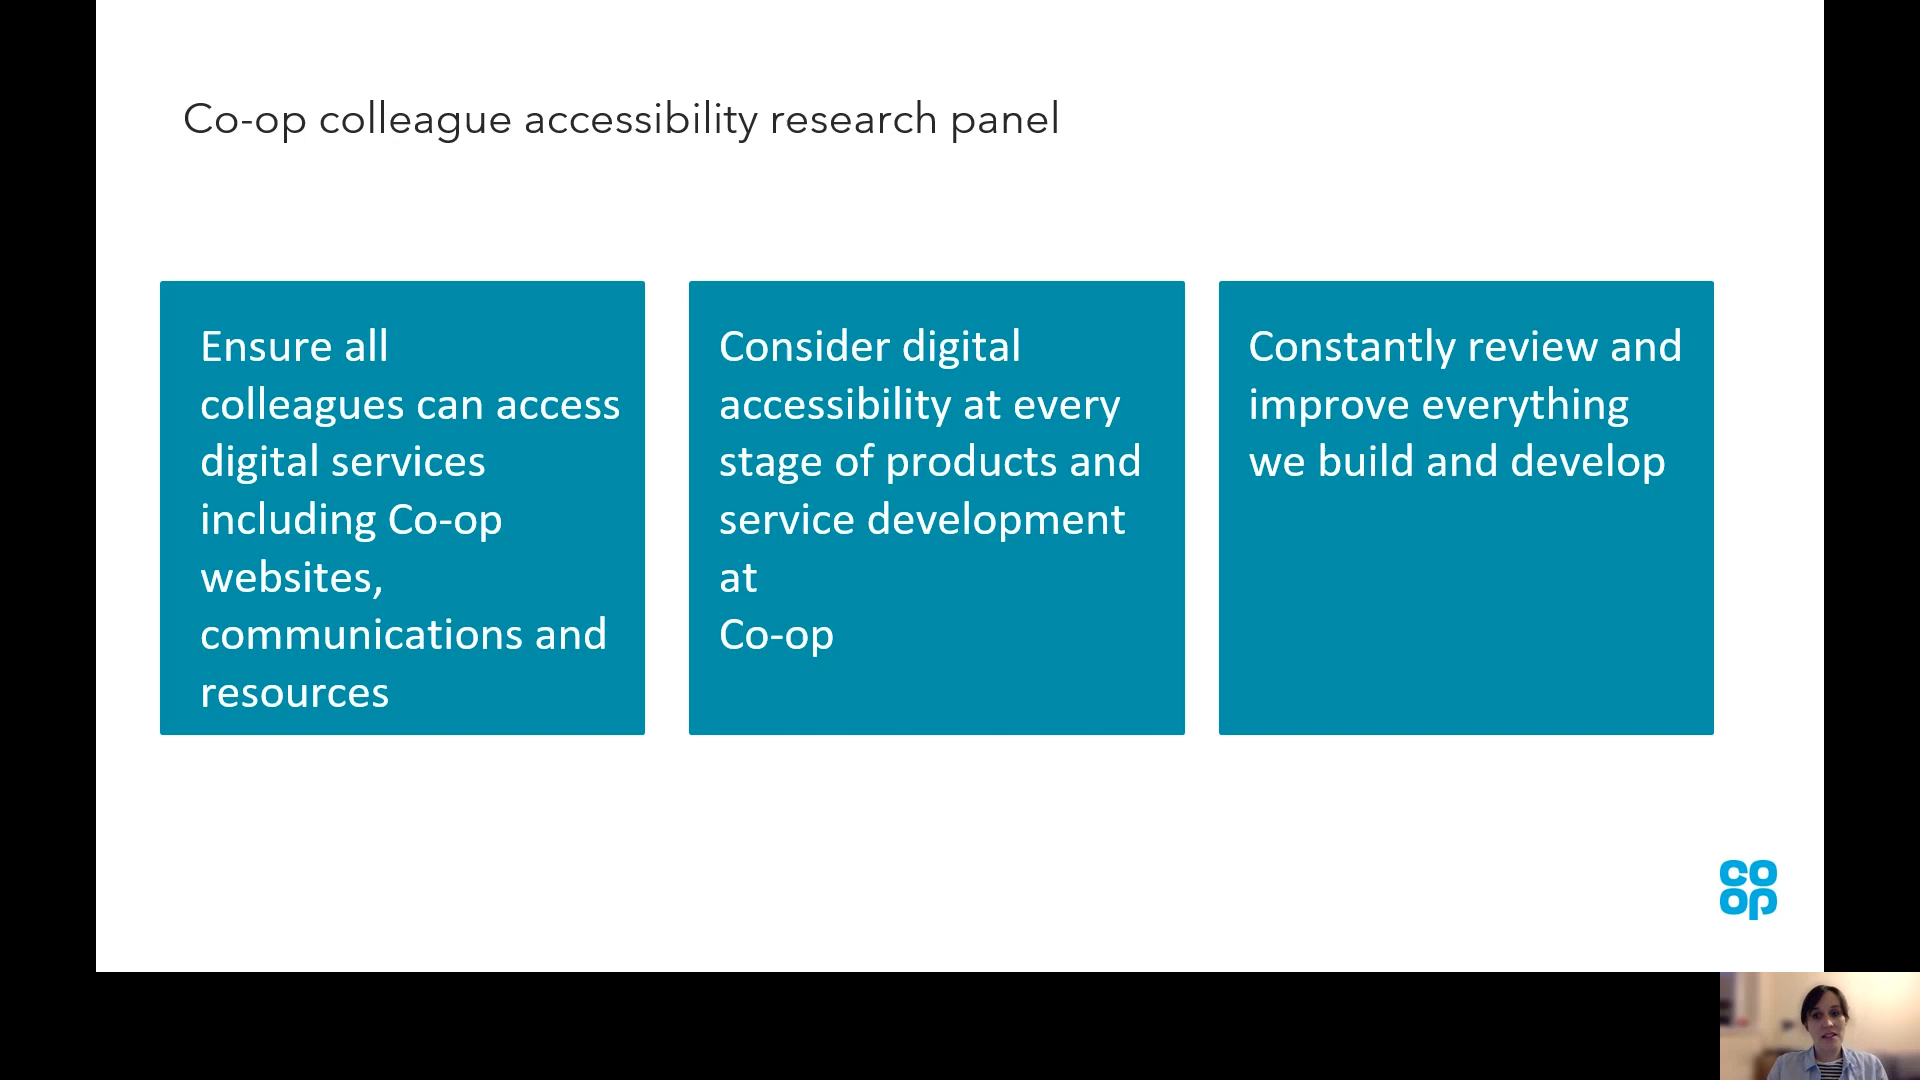 Co-op colleague accessibility research panel
Ensure all
colleagues can access
digital services
including Co-op
websites,
communications and
resources
Consider digital
accessibility at every
stage of products and
service development
at
Co-op
Constantly review and
improve everything
we build and develop
co
op